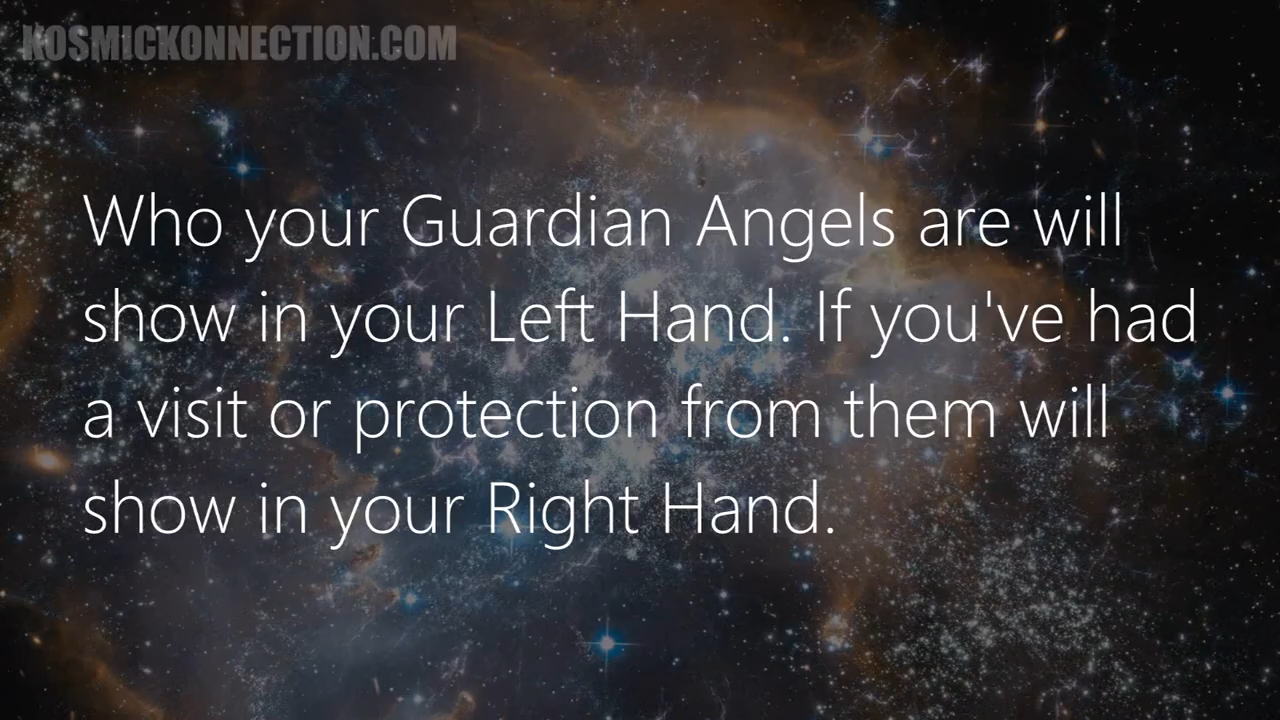 KOSMICKONNECTION.COM
Who your Guardian Angels are will
show in your Left Hand. If you've had
a visit or protection from them will
show in your Right Hand.